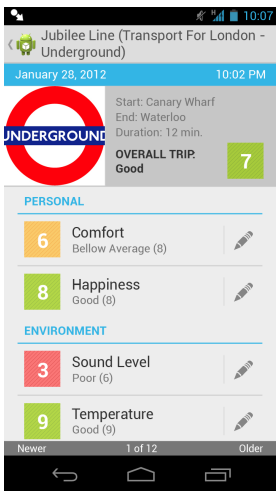 10:07
Jubilee Line (Transport For London -
Underground)
January 28, 2012 10:02 PM
UNDERGROUND
Start: Canary Wharf
End: Waterloo
Duration: 12 min.
OVERALL TRIP:
Good
7
PERSONAL
6
Comfort
Bellow Average (8)
8
Happiness
Good (8)
ENVIRONMENT
3
Sound Level
Poor (6)
9
Temperature
Good (9)
Newer 1 of 12 Older